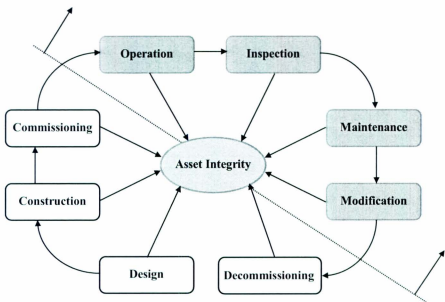 Operation
Inspection
Commissioning
Maintenance
Asset Integrity
Construction
Modification
Design
Decommissioning